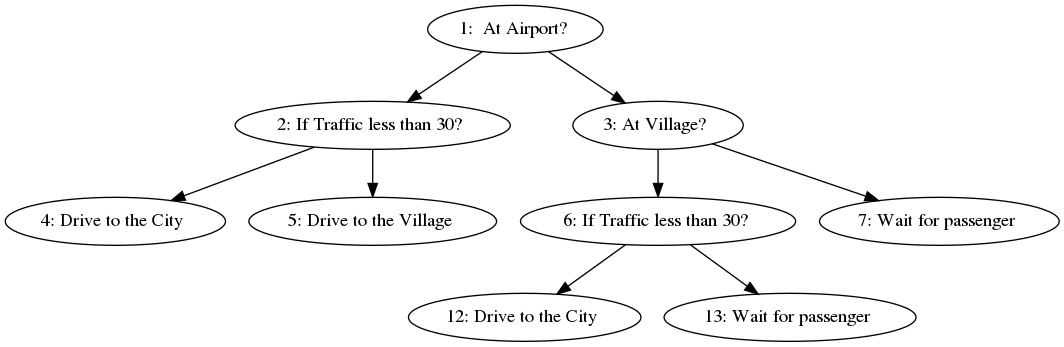 1:  At Airport?
2: If Traffic less than 30?
3: At Village?
4: Drive to the City
5: Drive to the Village
6: If Traffic less than 30?
7: Wait for passenger
12: Drive to the City
13: Wait for passenger